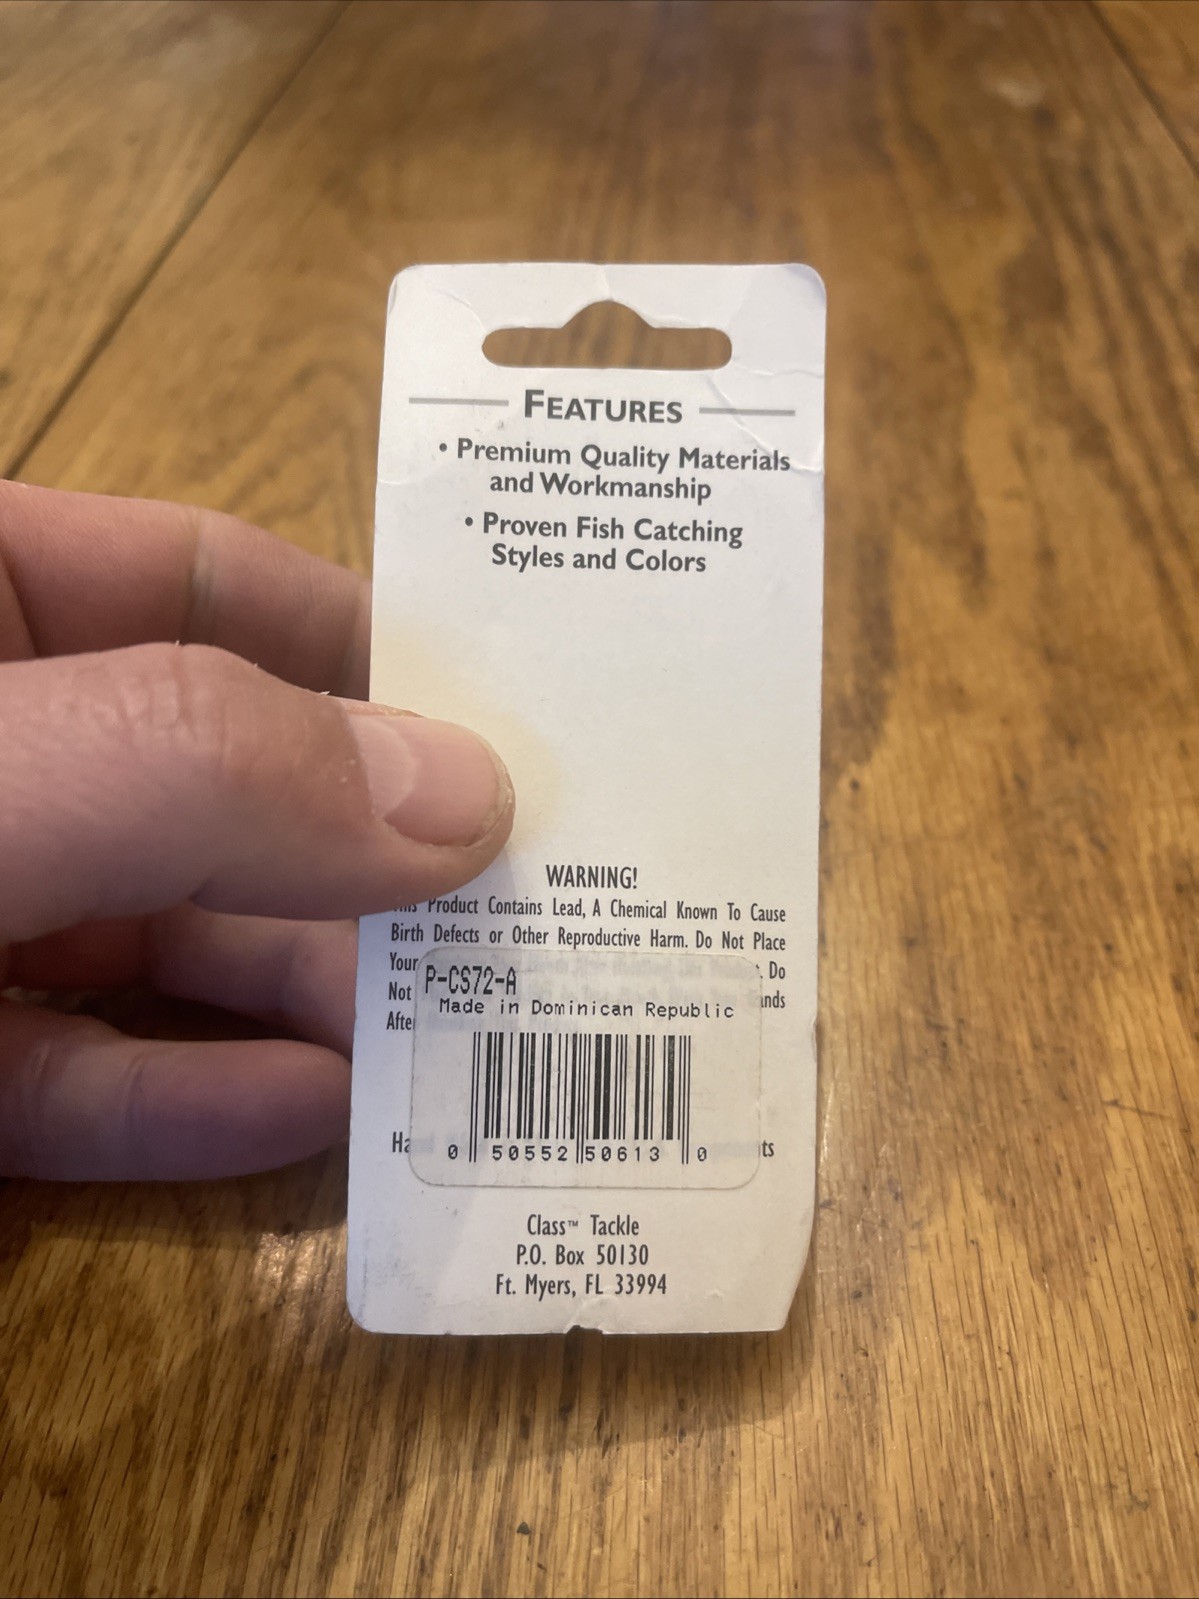 FEATURES
• Premium Quality Materials
and Workmanship
• Proven Fish Catching
Styles and Colors
WARNING!
Product Contains Lead, A Chemical Known To Cause
Birth Defects or Other Reproductive Harm. Do Not Place
Your Do
Not
P-CS72-A
Made in Dominican Republic
0 50552 50613 0
Class™ Tackle
P.O. Box 50130
Ft. Myers, FL 33994